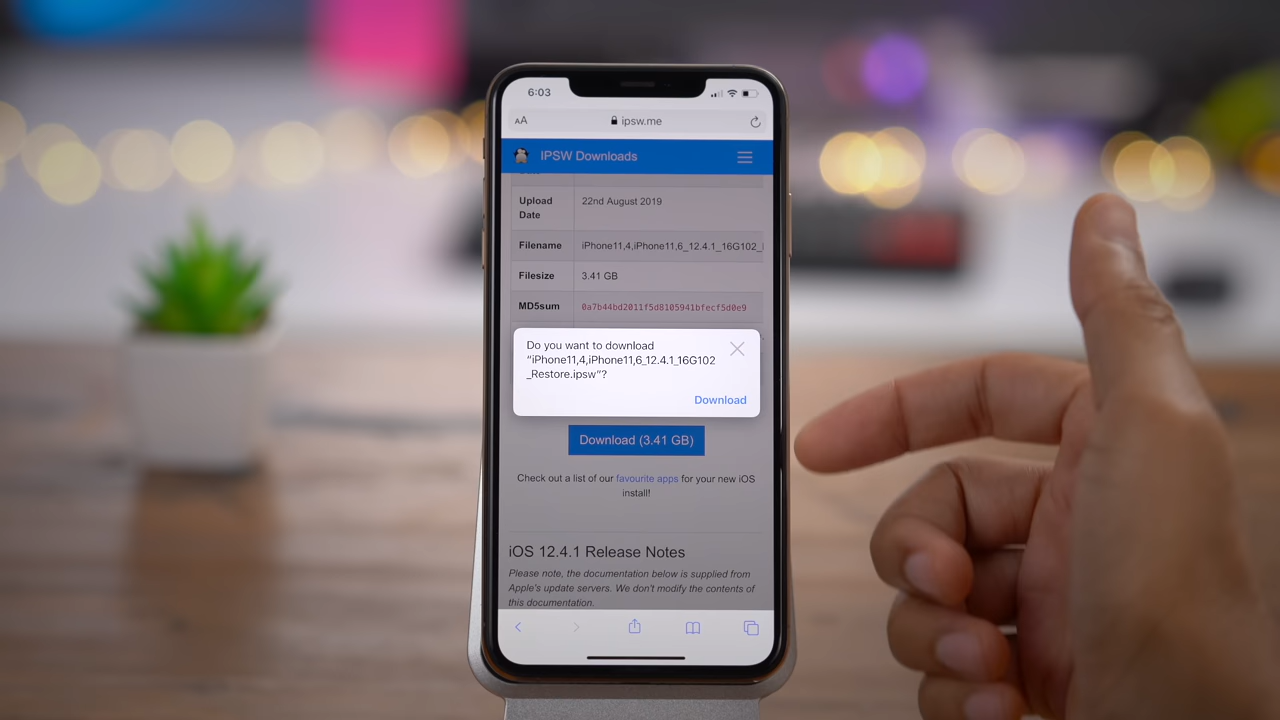 6:03
AA
ipsw.me
IPSW Downloads
Upload
Date
22nd August 2019
Filename
iPhone11,4,iPhone11,6_12.4.1_16G102_
Filesize
3.41 GB
MD5sum
0a7b44bd2011f5d8105941bfecf5d0e9
Do you want to download
“iPhone11,4,iPhone11,6_12.4.1_16G102
_Restore.ipsw”?
Download
Download (3.41 GB)
Check out a list of our favourite apps for your new iOS
install!
iOS 12.4.1 Release Notes
Please note, the documentation below is supplied from
Apple's update servers. We don't modify the contents of
this documentation.